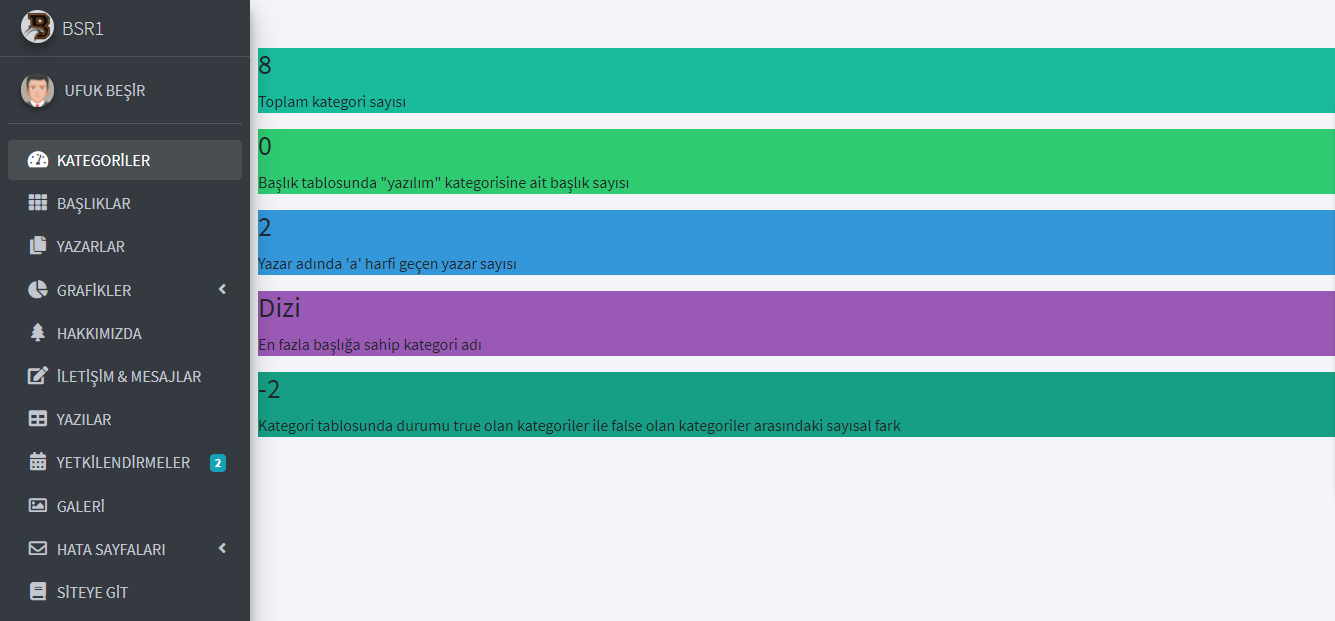 BSR1
UFUK BEŞİR
KATEGORİLER
BAŞLIKLAR
YAZARLAR
GRAFİKLER
HAKKIMIZDA
İLETİŞİM & MESAJLAR
YAZILAR
YETKİLENDİRMELER 2
GALERİ
HATA SAYFALARI
SİTEYE GİT
8
Toplam kategori sayısı
0
Başlık tablosunda "yazılım" kategorisine ait başlık sayısı
2
Yazar adında 'a' harfi geçen yazar sayısı
Dizi
En fazla başlığa sahip kategori adı
-2
Kategori tablosunda durumu true olan kategoriler ile false olan kategoriler arasındaki sayısal fark